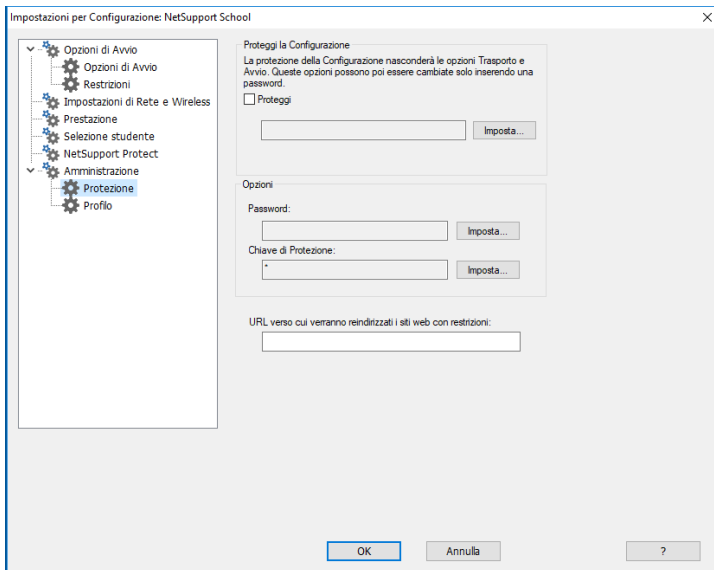 Impostazioni per Configurazione: NetSupport School
Opzioni di Avvio
Opzioni di Avvio
Restrizioni
Impostazioni di Rete e Wireless
Prestazione
Selezione studente
NetSupport Protect
Amministrazione
Protezione
Profilo
Proteggi la Configurazione
La protezione della Configurazione nasconderà le opzioni Trasporto e
Avvio. Queste opzioni possono poi essere cambiate solo inserendo una
password.
Proteggi
Imposta...
Opzioni
Password:
Imposta...
Chiave di Protezione:
*
Imposta...
URL verso cui verranno reindirizzati i siti web con restrizioni:
OK
Annulla
?